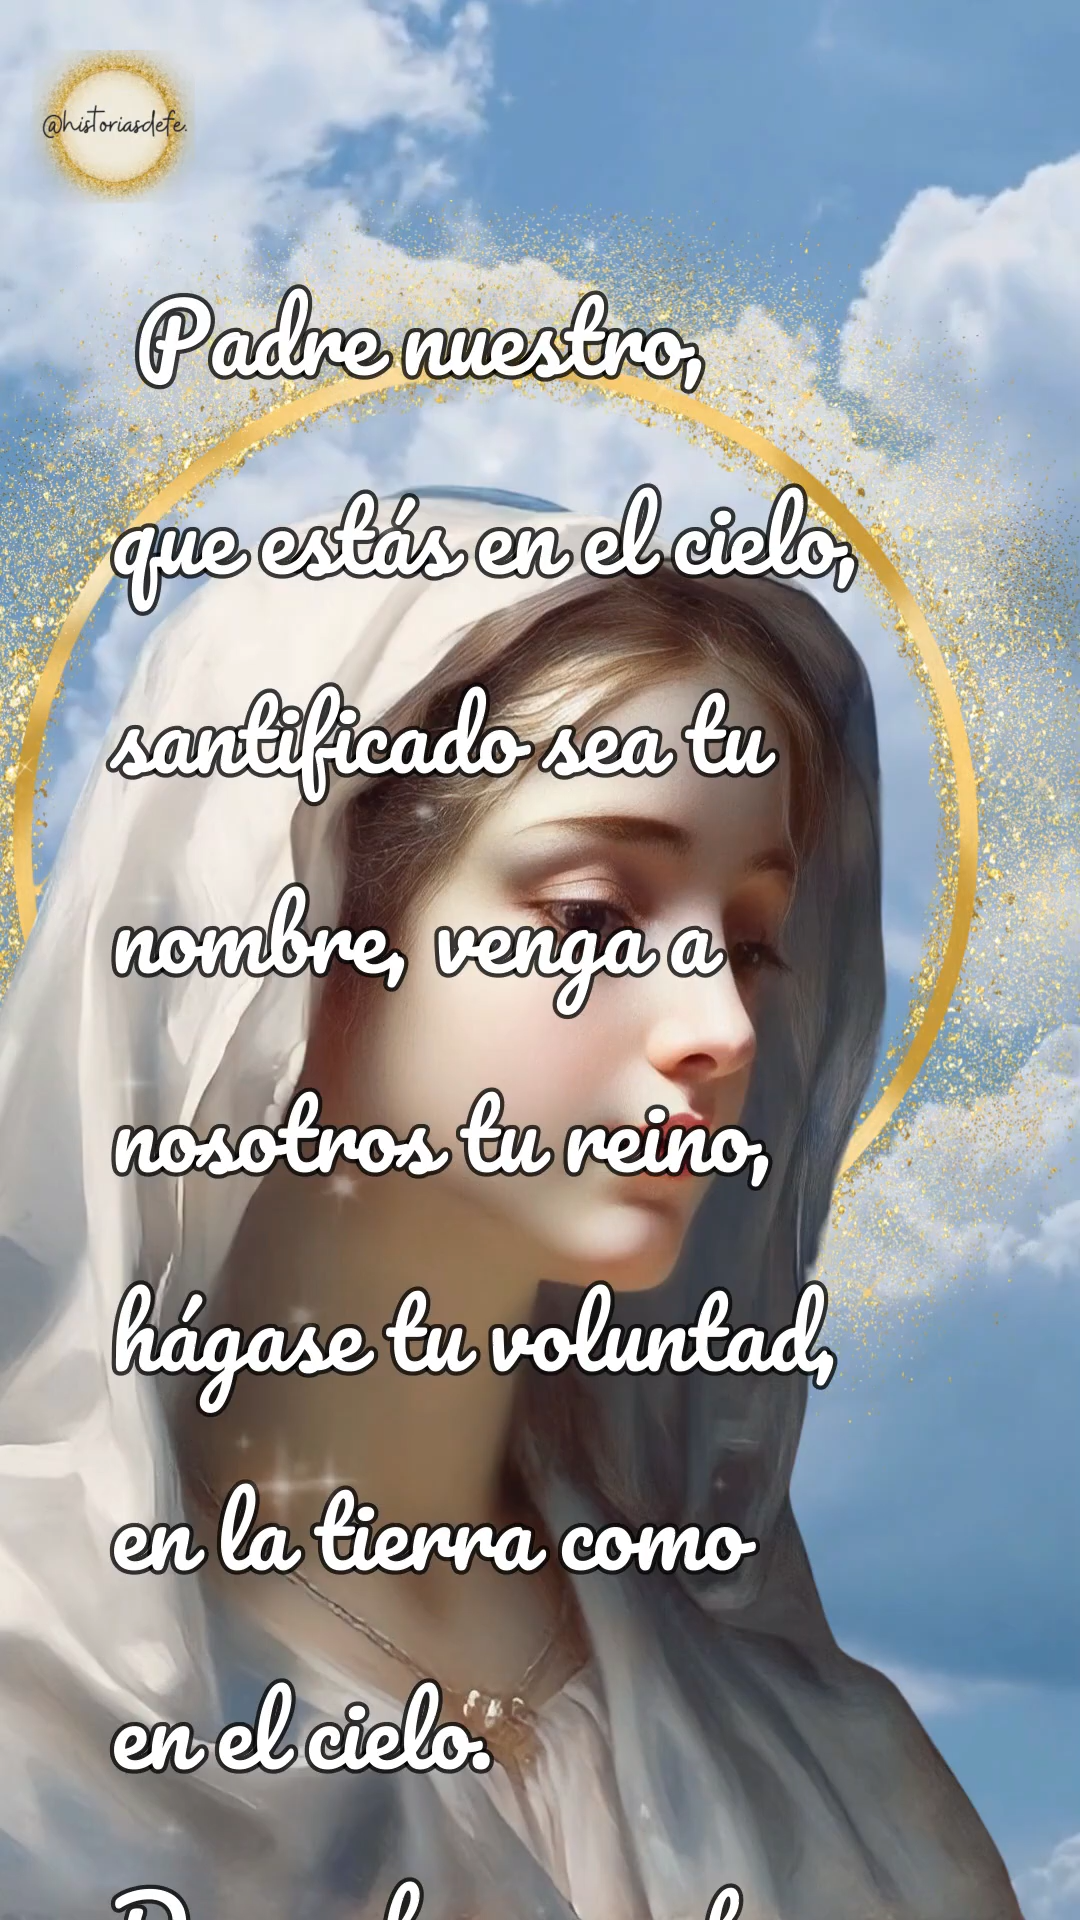 @historiasdefe.
Padre nuestro,
que estás en el cielo,
santificado sea tu
nombre, venga a
nosotros tu reino,
hágase tu voluntad,
en la tierra como
en el cielo.